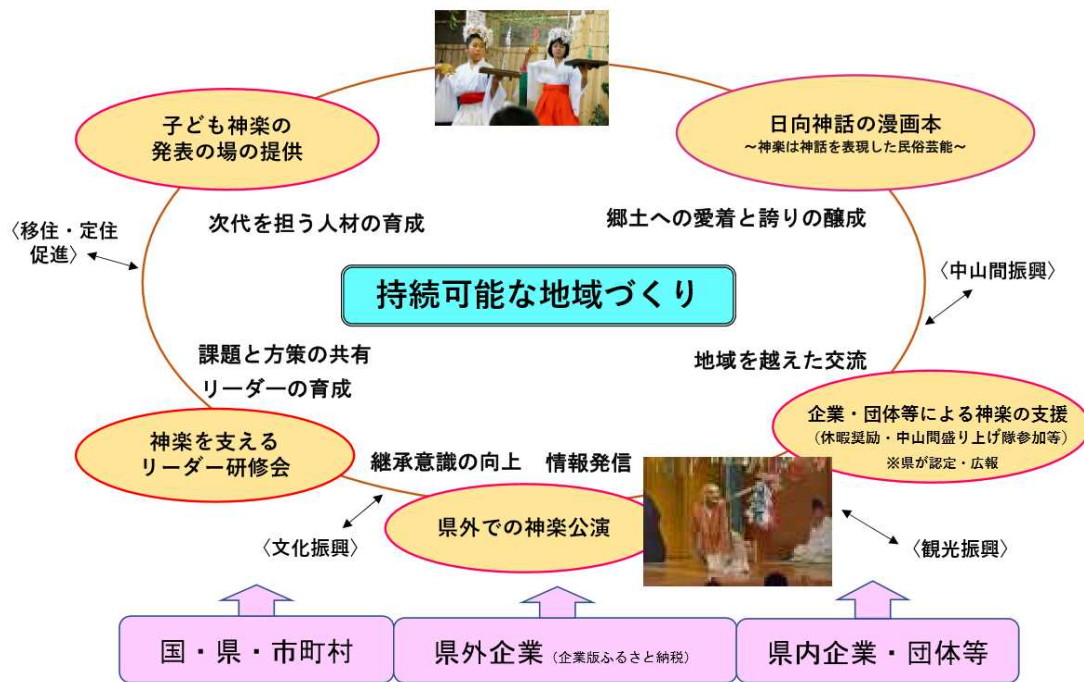 子ども神楽の
発表の場の提供
日向神話の漫画本
～神楽は神話を表現した民俗芸能～
次代を担う人材の育成
郷土への愛着と誇りの醸成
〈移住・定住
促進〉
〈中山間振興〉
持続可能な地域づくり
課題と方策の共有
リーダーの育成
地域を越えた交流
神楽を支える
リーダー研修会
企業・団体等による神楽の支援
（休暇奨励・中山間盛り上げ隊参加等）
※県が認定・広報
継承意識の向上 情報発信
県外での神楽公演
〈文化振興〉
〈観光振興〉
国・県・市町村
県外企業（企業版ふるさと納税）
県内企業・団体等